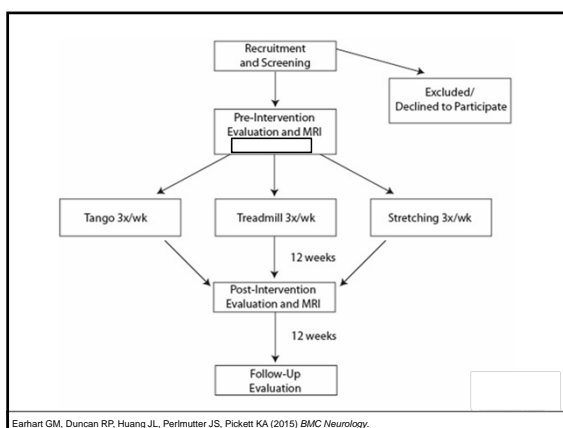 Recruitment
and Screening
Excluded/
Declined to Participate
Pre-Intervention
Evaluation and MRI
Tango 3x/wk
Treadmill 3x/wk
Stretching 3x/wk
12 weeks
Post-Intervention
Evaluation and MRI
12 weeks
Follow-Up
Evaluation
Earhart GM, Duncan RP, Huang JL, Perlmutter JS, Pickett KA (2015) BMC Neurology.